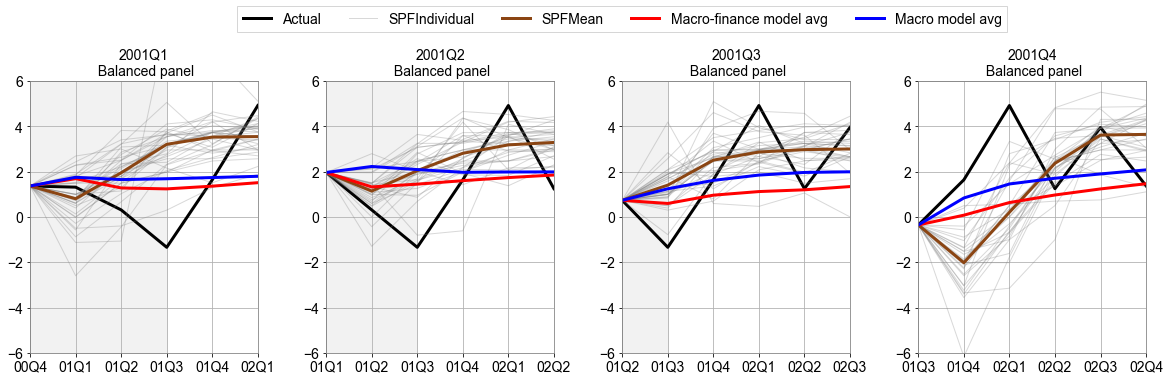 Actual SPFIndividual SPFMean Macro-finance model avg Macro model avg
2001Q1 2001Q2 2001Q3 2001Q4
Balanced panel Balanced panel Balanced panel Balanced panel
6 6 6 6
4 4 4 4
2 2 2 2
0 0 0 0
−2 −2 −2 −2
−4 −4 −4 −4
−6 −6 −6 −6
00Q4 01Q1 01Q2 01Q3 01Q4 02Q1 01Q1 01Q2 01Q3 01Q4 02Q1 02Q2 01Q2 01Q3 01Q4 02Q1 02Q2 02Q3 01Q3 01Q4 02Q1 02Q2 02Q3 02Q4